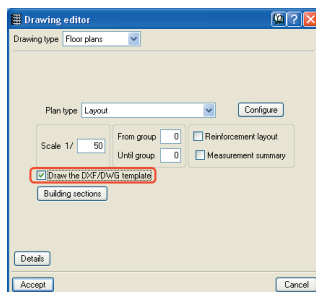 Drawing editor
Drawing type Floor plans
Plan type Layout Configure
Scale 1/ 50
From group 0
Until group 0
Reinforcement layout
Measurement summary
Draw the DXF/DWG template
Building sections
Details
Accept Cancel